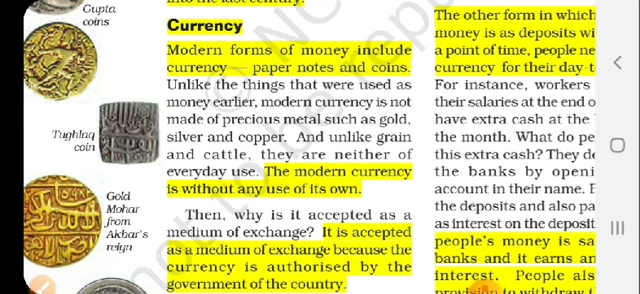 Gupta
coins
Tughlaq
coin
Gold
Mohar
from
Akbar's
reign
into the last century.
Currency
Modern forms of money include
currency — paper notes and coins.
Unlike the things that were used as
money earlier, modern currency is not
made of precious metal such as gold,
silver and copper. And unlike grain
and cattle, they are neither of
everyday use. The modern currency
is without any use of its own.
Then, why is it accepted as a
medium of exchange? It is accepted
as a medium of exchange because the
currency is authorised by the
government of the country.
The other form in which
money is as deposits wi
a point of time, people ne
currency for their day-t
For instance, workers
their salaries at the end o
have extra cash at the
the month. What do pe
this extra cash? They de
the banks by openi
account in their name. B
the deposits and also pa
as interest on the deposit
people's money is sa
banks and it earns an
interest. People als
provision to withdraw t